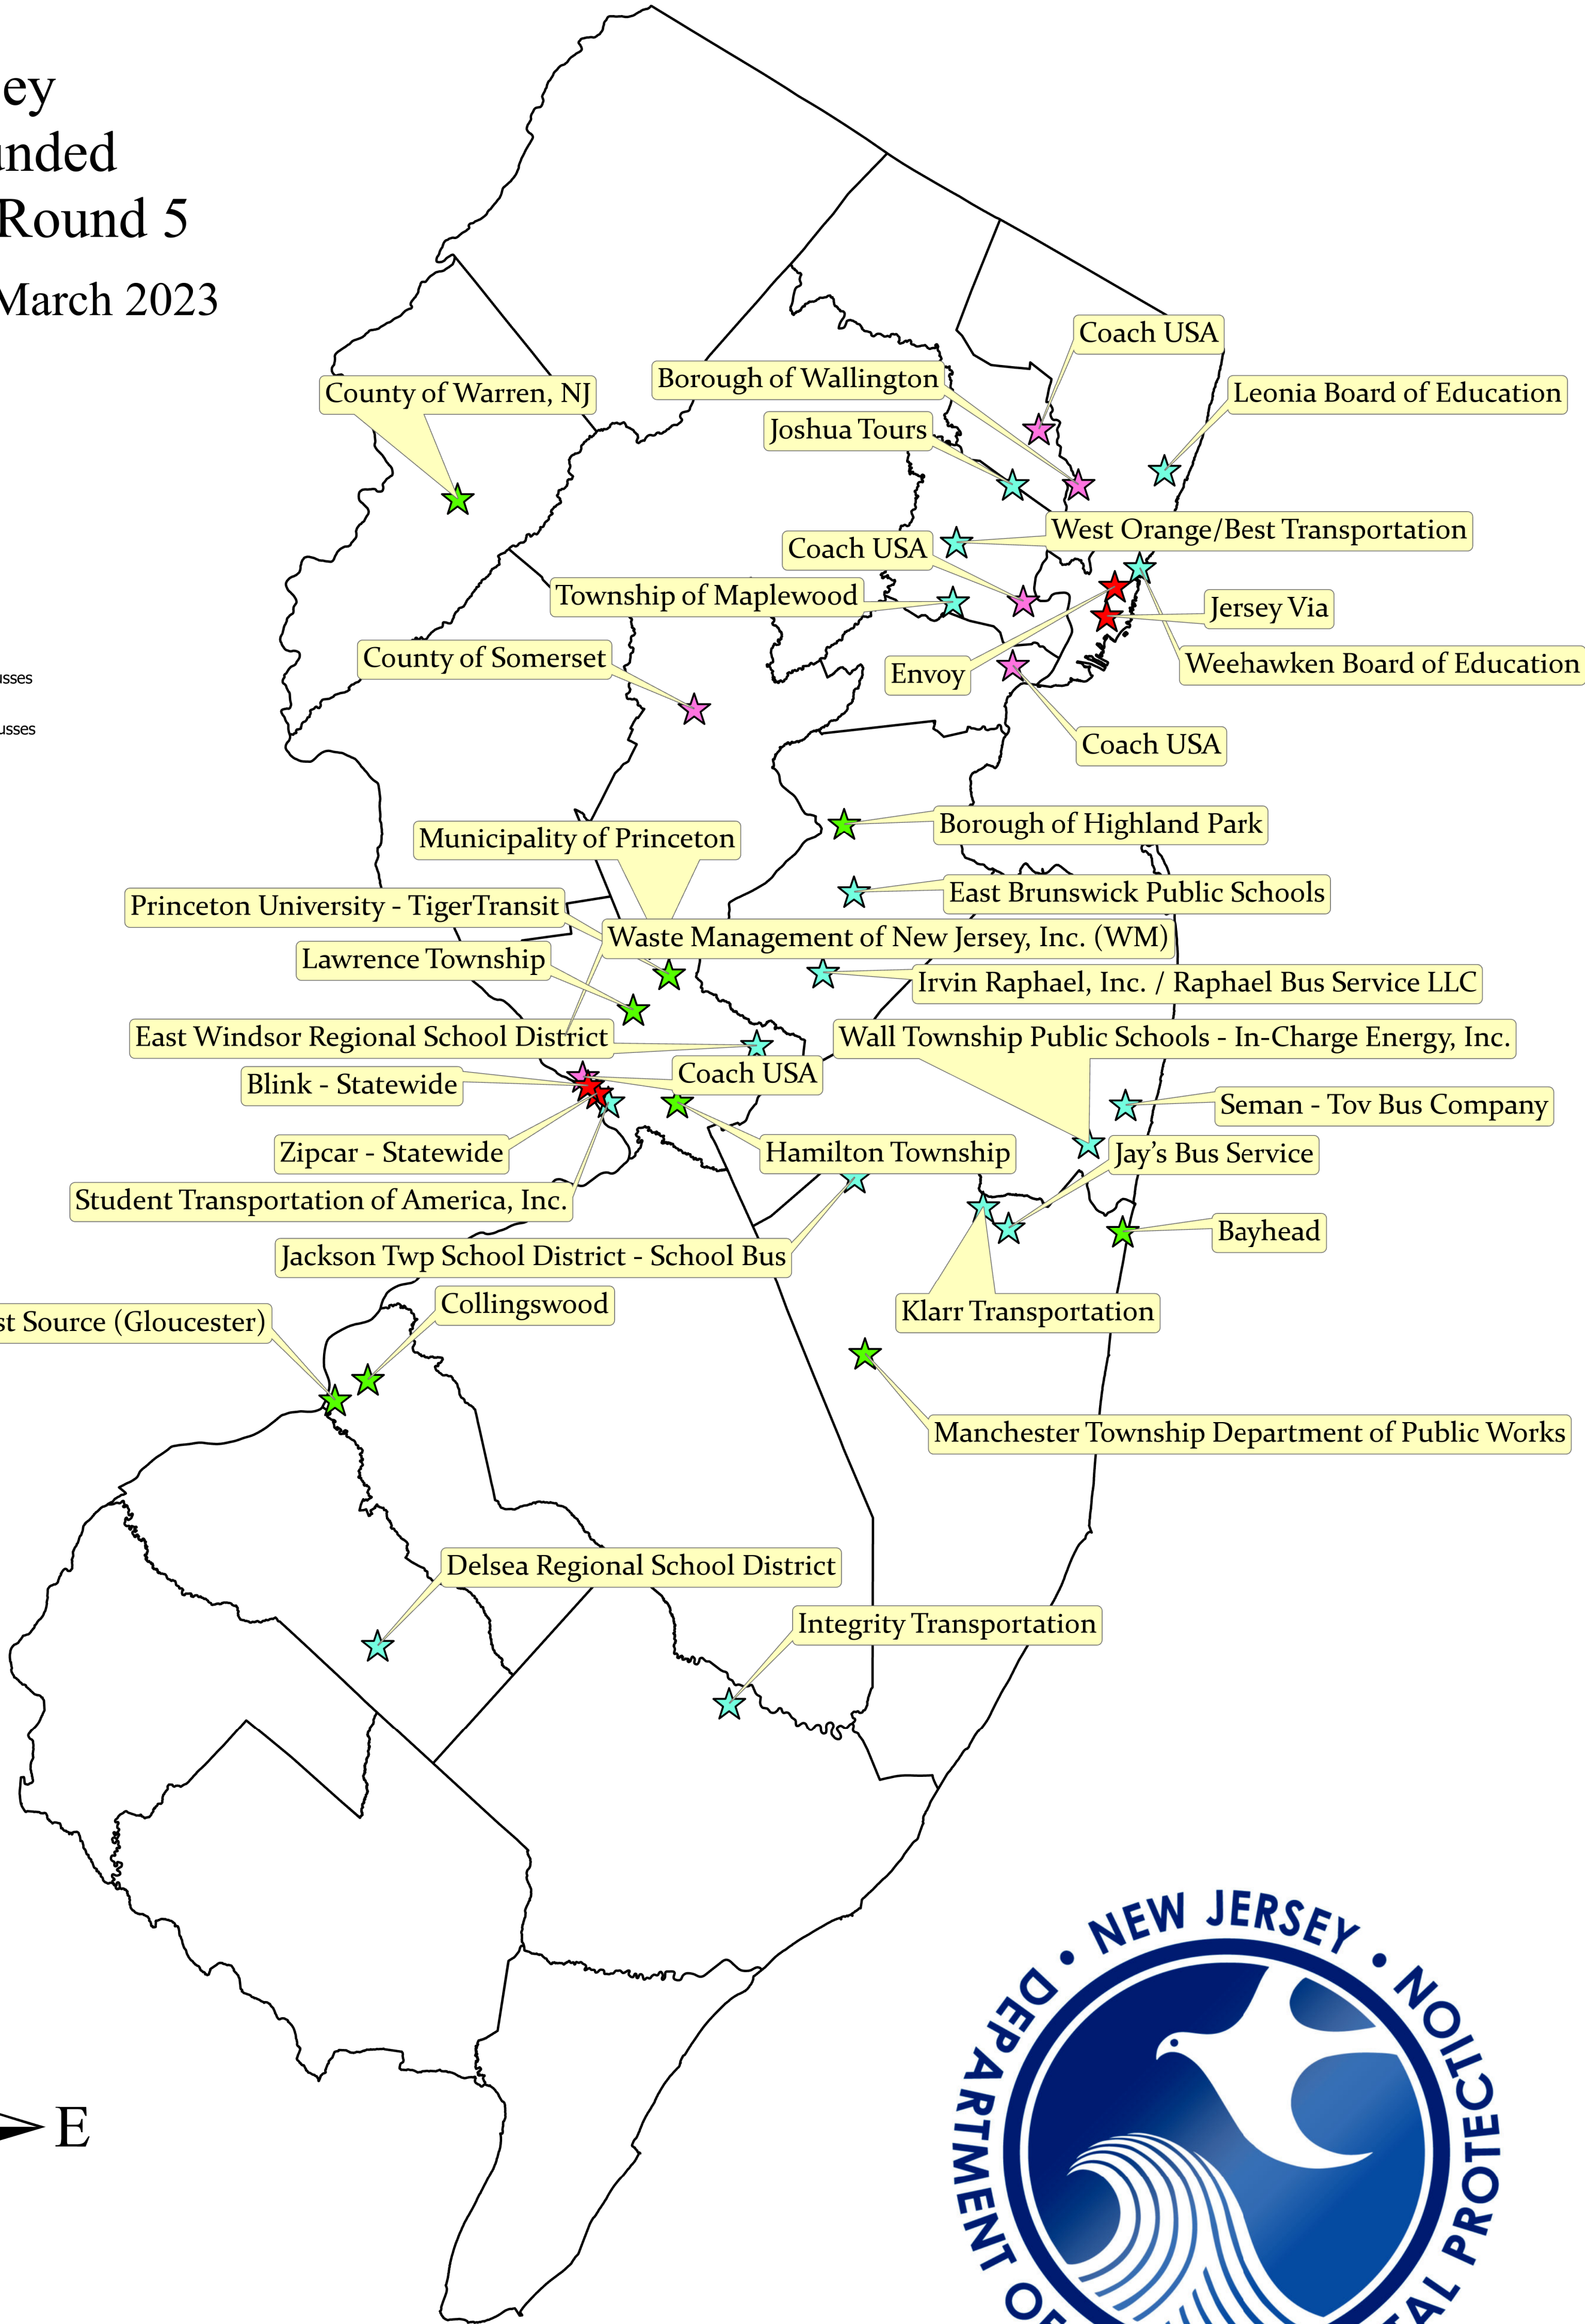 ey
unded
Round 5
March 2023
Coach USA
Borough of Wallington
County of Warren, NJ
Leonia Board of Education
Joshua Tours
West Orange/Best Transportation
Coach USA
Township of Maplewood
Jersey Via
County of Somerset
Envoy
Weehawken Board of Education
usses
usses
Coach USA
Borough of Highland Park
Municipality of Princeton
East Brunswick Public Schools
Princeton University - TigerTransit
Waste Management of New Jersey, Inc. (WM)
Lawrence Township
Irvin Raphael, Inc. / Raphael Bus Service LLC
East Windsor Regional School District
Wall Township Public Schools - In-Charge Energy, Inc.
Coach USA
Blink - Statewide
Seman - Tov Bus Company
Zipcar - Statewide
Hamilton Township
Jay’s Bus Service
Student Transportation of America, Inc.
Bayhead
Jackson Twp School District - School Bus
Collingswood
Klarr Transportation
st Source (Gloucester)
Manchester Township Department of Public Works
Delsea Regional School District
Integrity Transportation
E
NEW JERSEY
DEPARTMENT OF
TAL PROTECTION